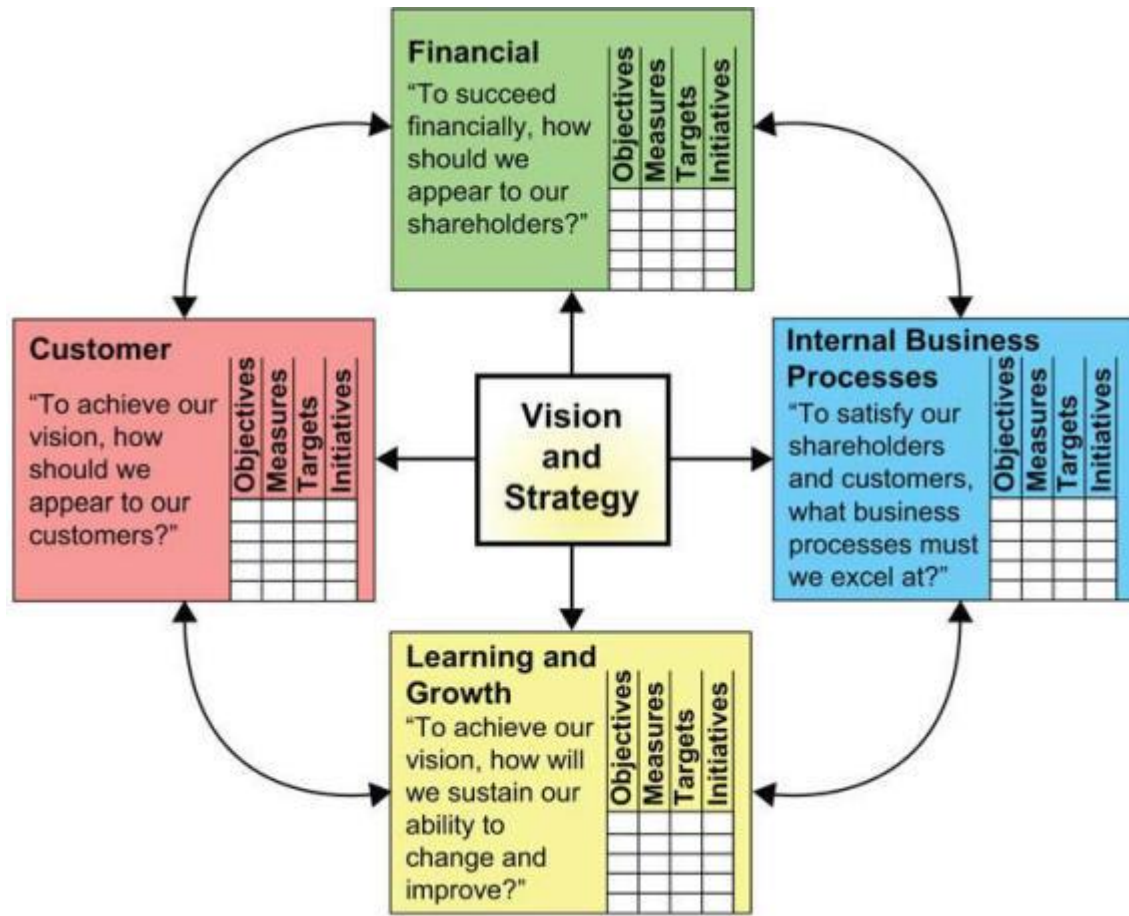 Financial
“To succeed
financially, how
should we
appear to our
shareholders?”
Objectives
Measures
Targets
Initiatives
Customer
“To achieve our
vision, how
should we
appear to our
customers?”
Objectives
Measures
Targets
Initiatives
Vision
and
Strategy
Internal Business
Processes
“To satisfy our
shareholders
and customers,
what business
processes must
we excel at?”
Objectives
Measures
Targets
Initiatives
Learning and
Growth
“To achieve our
vision, how will
we sustain our
ability to
change and
improve?”
Objectives
Measures
Targets
Initiatives